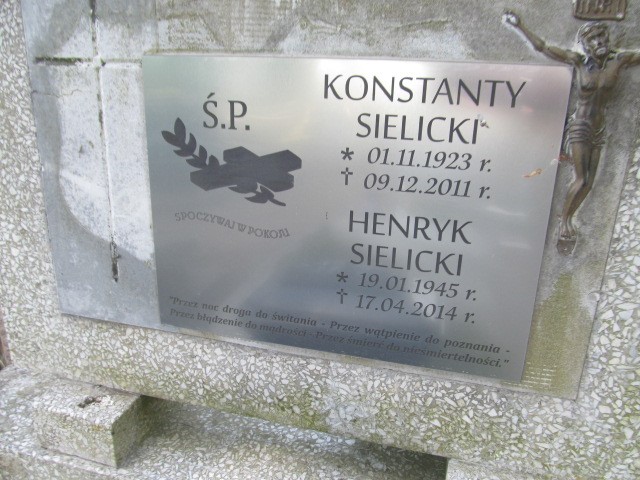 Ś.P.
SPOCZYWAJ W POKOJU
KONSTANTY
SIELICKI
* 01.11.1923 r.
† 09.12.2011 r.
HENRYK
SIELICKI
* 19.01.1945 r.
† 17.04.2014 r.
"Przez noc droga do świtania - Przez wątpienie do poznania -
Przez błądzenie do mądrości - Przez śmierć do nieśmiertelności."